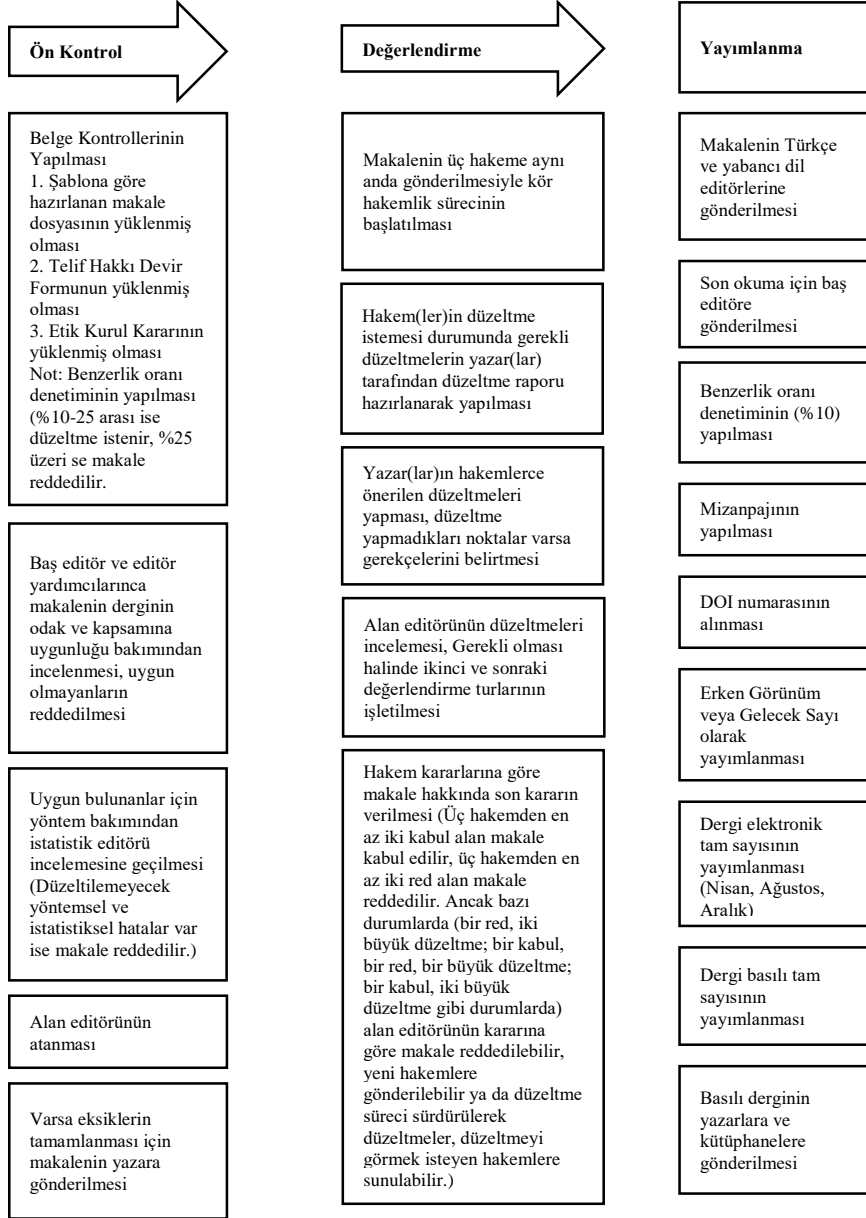 Ön Kontrol
Belge Kontrollerinin
Yapılması
1. Şablona göre
hazırlanan makale
dosyasının yüklenmiş
olması
2. Telif Hakkı Devir
Formunun yüklenmiş
olması
3. Etik Kurul Kararının
yüklenmiş olması
Not: Benzerlik oranı
denetiminin yapılması
(%10-25 arası ise
düzeltme istenir, %25
üzeri se makale
reddedilir.
Baş editör ve editör
yardımcılarınca
makalenin derginin
odak ve kapsamına
uygunluğu bakımından
incelenmesi, uygun
olmayanların
reddedilmesi
Uygun bulunanlar için
yöntem bakımından
istatistik editörü
incelemesine geçilmesi
(Düzeltilemeyecek
yöntemsel ve
istatistiksel hatalar var
ise makale reddedilir.)
Alan editörünün
atanması
Varsa eksiklerin
tamamlanması için
makalenin yazara
gönderilmesi
Değerlendirme
Makalenin üç hakeme aynı
anda gönderilmesiyle kör
hakemlik sürecinin
başlatılması
Hakem(ler)in düzeltme
istemesi durumunda gerekli
düzeltmelerin yazar(lar)
tarafından düzeltme raporu
hazırlanarak yapılması
Yazar(lar)ın hakemlerce
önerilen düzeltmeleri
yapması, düzeltme
yapmadıkları noktalar varsa
gerekçelerini belirtmesi
Alan editörünün düzeltmeleri
incelemesi, Gerekli olması
halinde ikinci ve sonraki
değerlendirme turlarının
işletilmesi
Hakem kararlarına göre
makale hakkında son kararın
verilmesi (Üç hakemden en
az iki kabul alan makale
kabul edilir, üç hakemden en
az iki red alan makale
reddedilir. Ancak bazı
durumlarda (bir red, iki
büyük düzeltme; bir kabul,
bir red, bir büyük düzeltme;
bir kabul, iki büyük
düzeltme gibi durumlarda)
alan editörünün kararına
göre makale reddedilebilir,
yeni hakemlere
gönderilebilir ya da düzeltme
süreci sürdürülerek
düzeltmeler, düzeltmeyi
görmek isteyen hakemlere
sunulabilir.)
Yayımlanma
Makalenin Türkçe
ve yabancı dil
editörlerine
gönderilmesi
Son okuma için baş
editöre
gönderilmesi
Benzerlik oranı
denetiminin (%10)
yapılması
Mizanpajının
yapılması
DOI numarasının
alınması
Erken Görünüm
veya Gelecek Sayı
olarak
yayımlanması
Dergi elektronik
tam sayısının
yayımlanması
(Nisan, Ağustos,
Aralık)
Dergi basılı tam
sayısının
yayımlanması
Basılı derginin
yazarlara ve
kütüphanelere
gönderilmesi